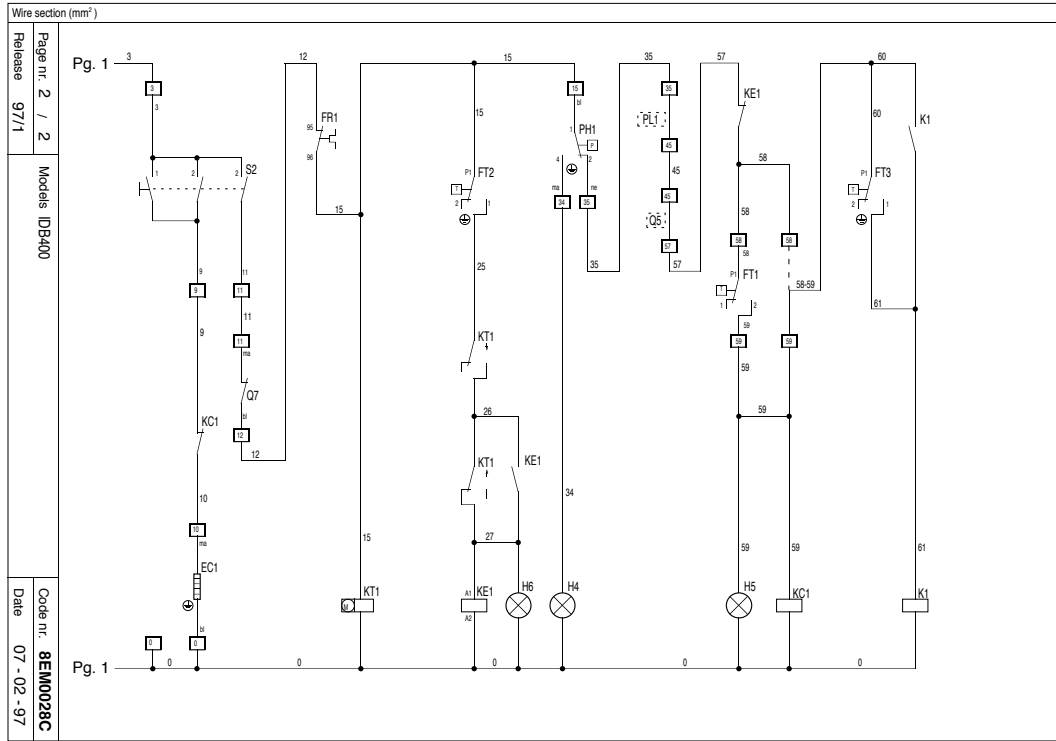 Wire section (mm²)
Page nr. 2 / 2
Release 97/1
Models IDB400
Code nr. 8EM0028C
Date 07 - 02 - 97
Pg. 1
3
12
15
35
57
60
3
3
15
bl
35
KE1
K1
FR1
95
96
15
PH1
1
P
4
2
PL1
45
45
45
Q5
57
57
58
60
1
2
2
S2
P1
FT2
T
2
1
ma
34
ne
35
35
58
58
58
58
P1
FT3
T
2
1
9
11
15
25
P1
FT1
T
1
2
58-59
61
9
11
11
9
11
ma
KT1
59
59
59
59
Q7
bl
26
59
KC1
12
12
KT1
KE1
10
34
10
ma
15
27
59
59
61
EC1
KT1
M
A1
KE1
A2
H6
H4
H5
KC1
K1
bl
0
0
Pg. 1
0
0
0
0
0